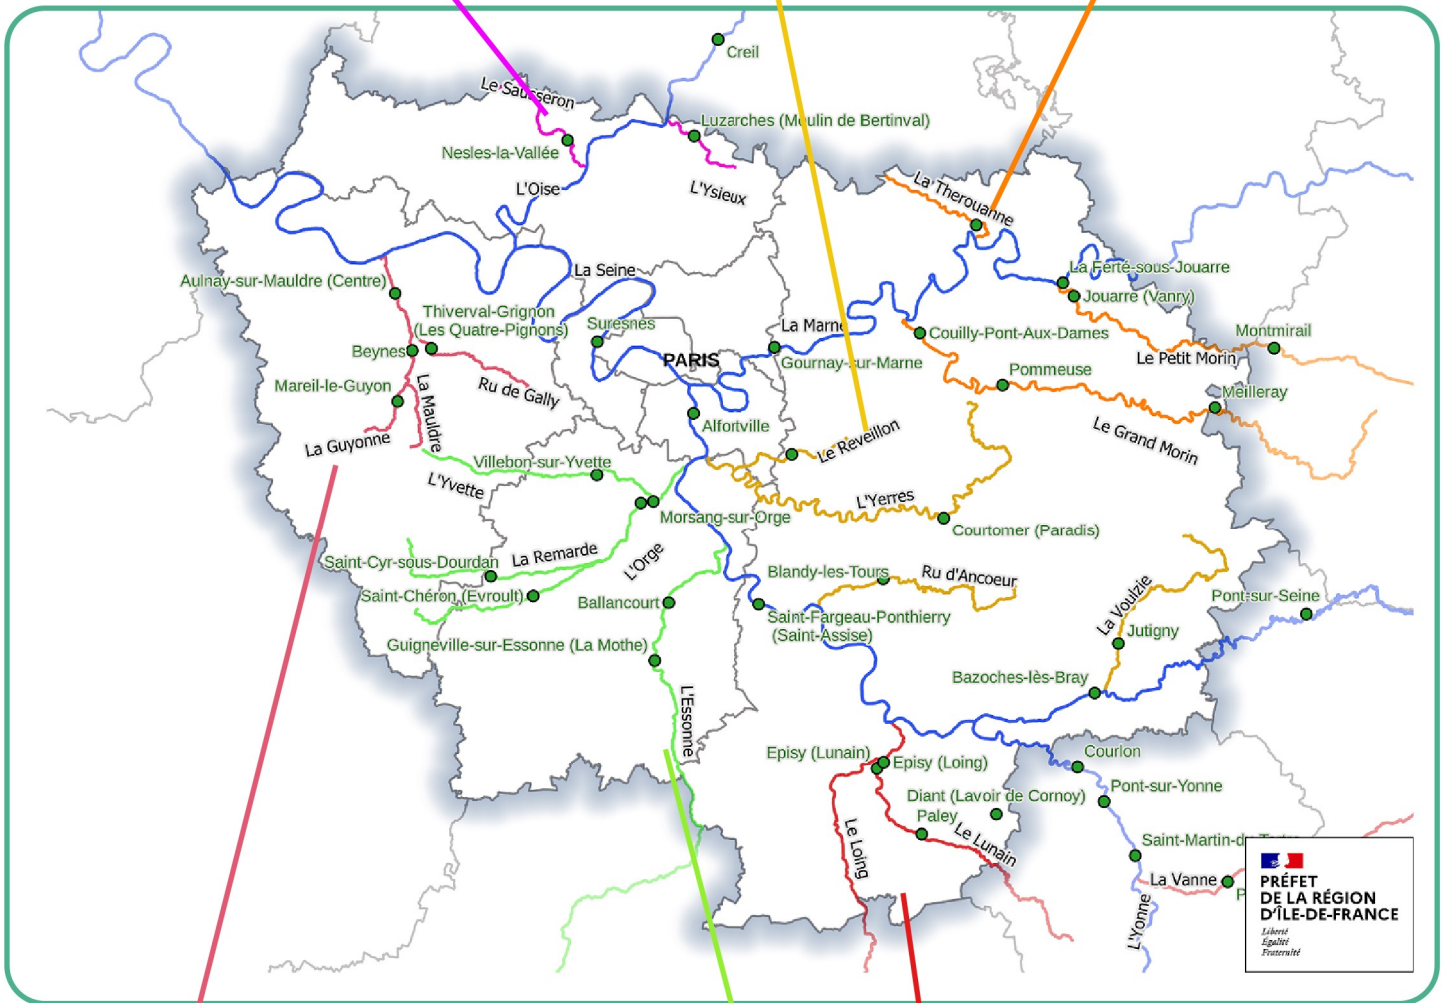 Creil
Le Sausseron
Luzarches (Moulin de Bertinval)
Nesles-la-Vallée
L'Oise
L'Ysieux
La Therouanne
La Seine
La Ferté-sous-Jouarre
Aulnay-sur-Mauldre (Centre)
Jouarre (Vanry)
Thiverval-Grignon
(Les Quatre-Pignons)
Suresnes
La Marne
Couilly-Pont-Aux-Dames
Montmirail
Beynes
PARIS
Gournay-sur-Marne
Le Petit Morin
Pommeuse
Mareil-le-Guyon
Ru de Gally
Meilleray
La Mauldre
Alfortville
La Guyonne
Le Réveillon
Le Grand Morin
Villebon-sur-Yvette
L'Yvette
L'Yerres
Morsang-sur-Orge
Courtomer (Paradis)
La Remarde
Saint-Cyr-sous-Dourdan
L'Orge
Blandy-les-Tours
Ru d'Ancoeur
Saint-Chéron (Evroult)
Ballancourt
La Voulzie
Pont-sur-Seine
Saint-Fargeau-Ponthierry
(Saint-Assise)
Jutigny
Guigneville-sur-Essonne (La Mothe)
Bazoches-lès-Bray
L'Essonne
Episy (Lunain)
Episy (Loing)
Courlon
Pont-sur-Yonne
Diant (Lavoir de Cornoy)
Paley
Le Lunain
Le Loing
La Vanne
L'Yonne
PRÉFET
DE LA RÉGION
D'ÎLE-DE-FRANCE
Liberté
Égalité
Fraternité